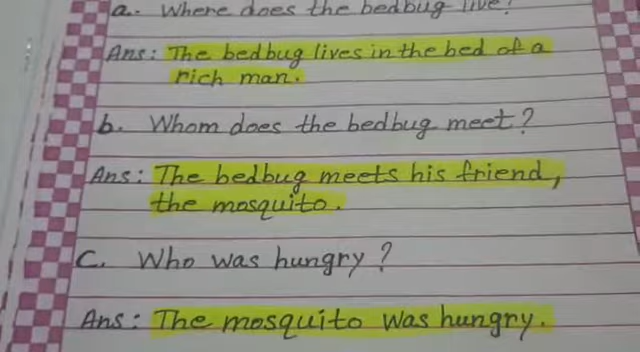 a. Where does the bedbug live?
Ans: The bedbug lives in the bed of a
rich man.
b. Whom does the bedbug meet?
Ans: The bedbug meets his friend,
the mosquito.
C. Who was hungry?
Ans: The mosquito was hungry.